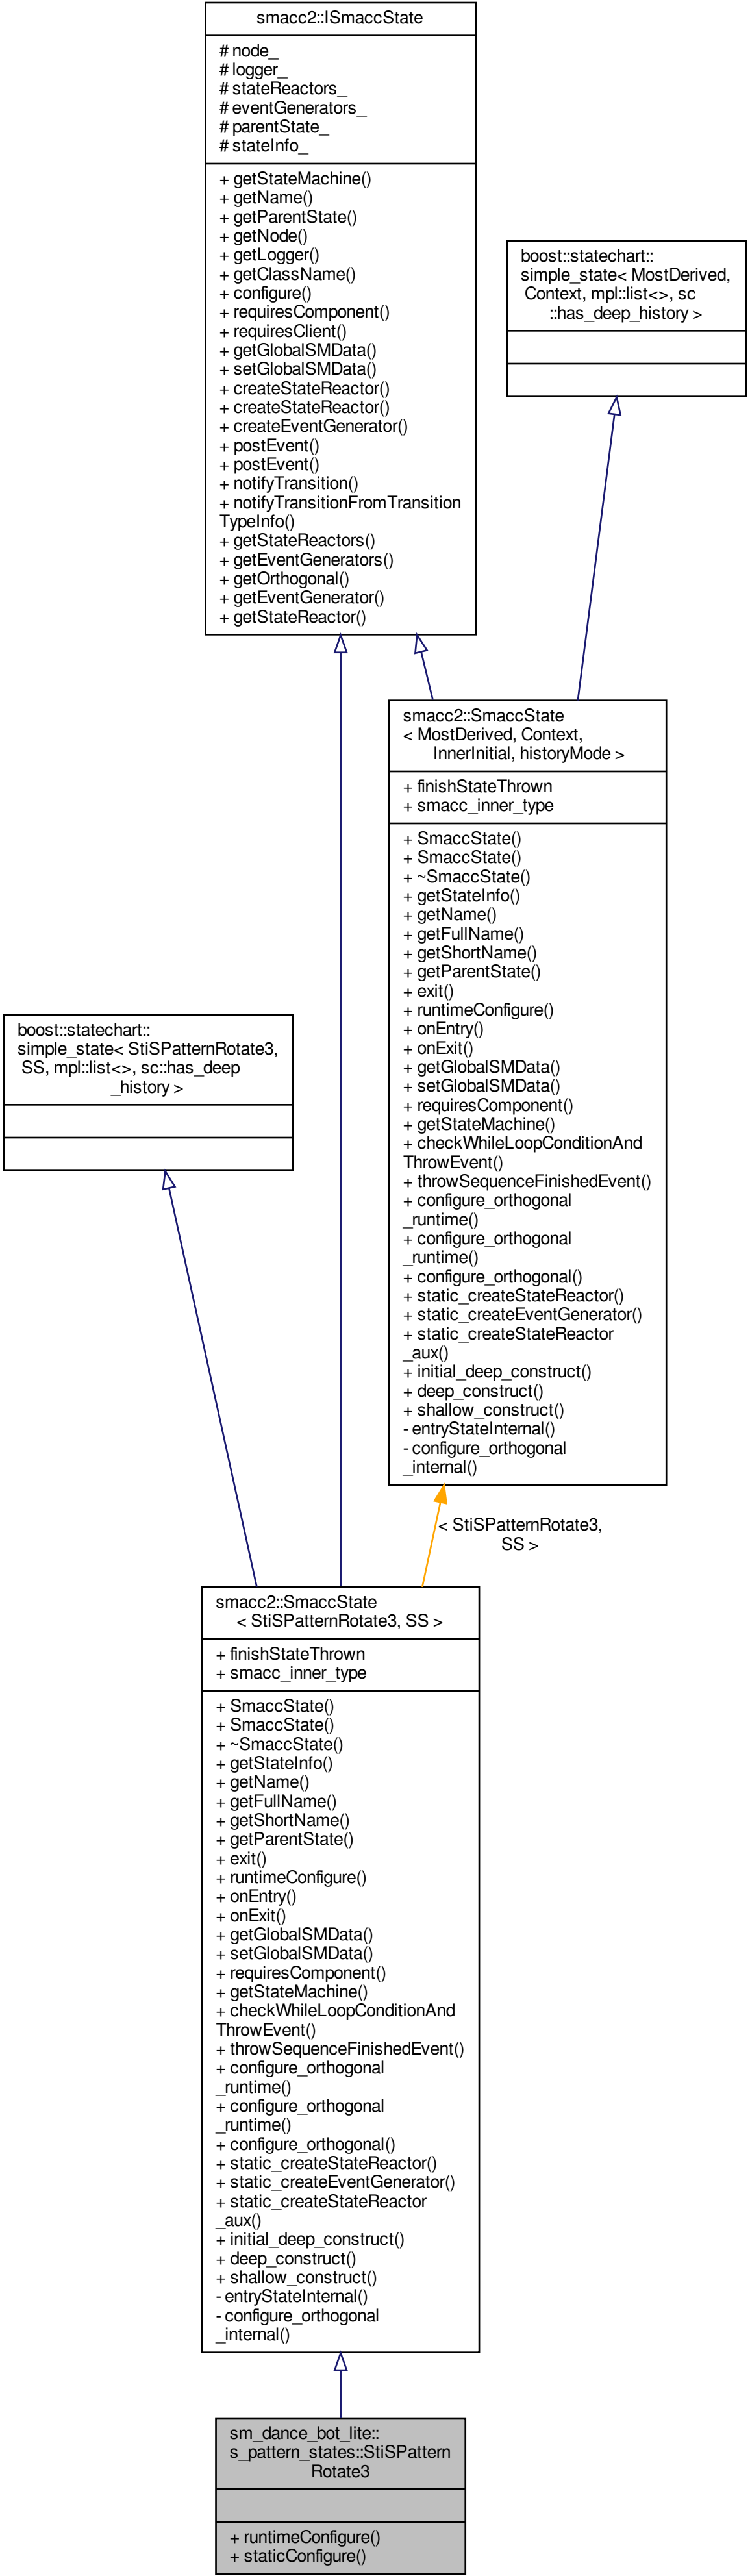 smacc2::ISmaccState
# node_
# logger_
# stateReactors_
# eventGenerators_
# parentState_
# stateInfo_
+ getStateMachine()
+ getName()
+ getParentState()
+ getNode()
+ getLogger()
+ getClassName()
+ configure()
+ requiresComponent()
+ requiresClient()
+ getGlobalSMData()
+ setGlobalSMData()
+ createStateReactor()
+ createStateReactor()
+ createEventGenerator()
+ postEvent()
+ postEvent()
+ notifyTransition()
+ notifyTransitionFromTransition
TypeInfo()
+ getStateReactors()
+ getEventGenerators()
+ getOrthogonal()
+ getEventGenerator()
+ getStateReactor()
boost::statechart::
simple_state< MostDerived,
Context, mpl::list<>, sc
::has_deep_history >
smacc2::SmaccState
< MostDerived, Context,
InnerInitial, historyMode >
+ finishStateThrown
+ smacc_inner_type
+ SmaccState()
+ SmaccState()
+ ~SmaccState()
+ getStateInfo()
+ getName()
+ getFullName()
+ getShortName()
+ getParentState()
+ exit()
+ runtimeConfigure()
+ onEntry()
+ onExit()
+ getGlobalSMData()
+ setGlobalSMData()
+ requiresComponent()
+ getStateMachine()
+ checkWhileLoopConditionAnd
ThrowEvent()
+ throwSequenceFinishedEvent()
+ configure_orthogonal
_runtime()
+ configure_orthogonal
_runtime()
+ configure_orthogonal()
+ static_createStateReactor()
+ static_createEventGenerator()
+ static_createStateReactor
_aux()
+ initial_deep_construct()
+ deep_construct()
+ shallow_construct()
- entryStateInternal()
- configure_orthogonal
_internal()
boost::statechart::
simple_state< StiSPatternRotate3,
SS, mpl::list<>, sc::has_deep
_history >
< StiSPatternRotate3,
SS >
smacc2::SmaccState
< StiSPatternRotate3, SS >
+ finishStateThrown
+ smacc_inner_type
+ SmaccState()
+ SmaccState()
+ ~SmaccState()
+ getStateInfo()
+ getName()
+ getFullName()
+ getShortName()
+ getParentState()
+ exit()
+ runtimeConfigure()
+ onEntry()
+ onExit()
+ getGlobalSMData()
+ setGlobalSMData()
+ requiresComponent()
+ getStateMachine()
+ checkWhileLoopConditionAnd
ThrowEvent()
+ throwSequenceFinishedEvent()
+ configure_orthogonal
_runtime()
+ configure_orthogonal
_runtime()
+ configure_orthogonal()
+ static_createStateReactor()
+ static_createEventGenerator()
+ static_createStateReactor
_aux()
+ initial_deep_construct()
+ deep_construct()
+ shallow_construct()
- entryStateInternal()
- configure_orthogonal
_internal()
sm_dance_bot_lite::
s_pattern_states::StiSPattern
Rotate3
+ runtimeConfigure()
+ staticConfigure()